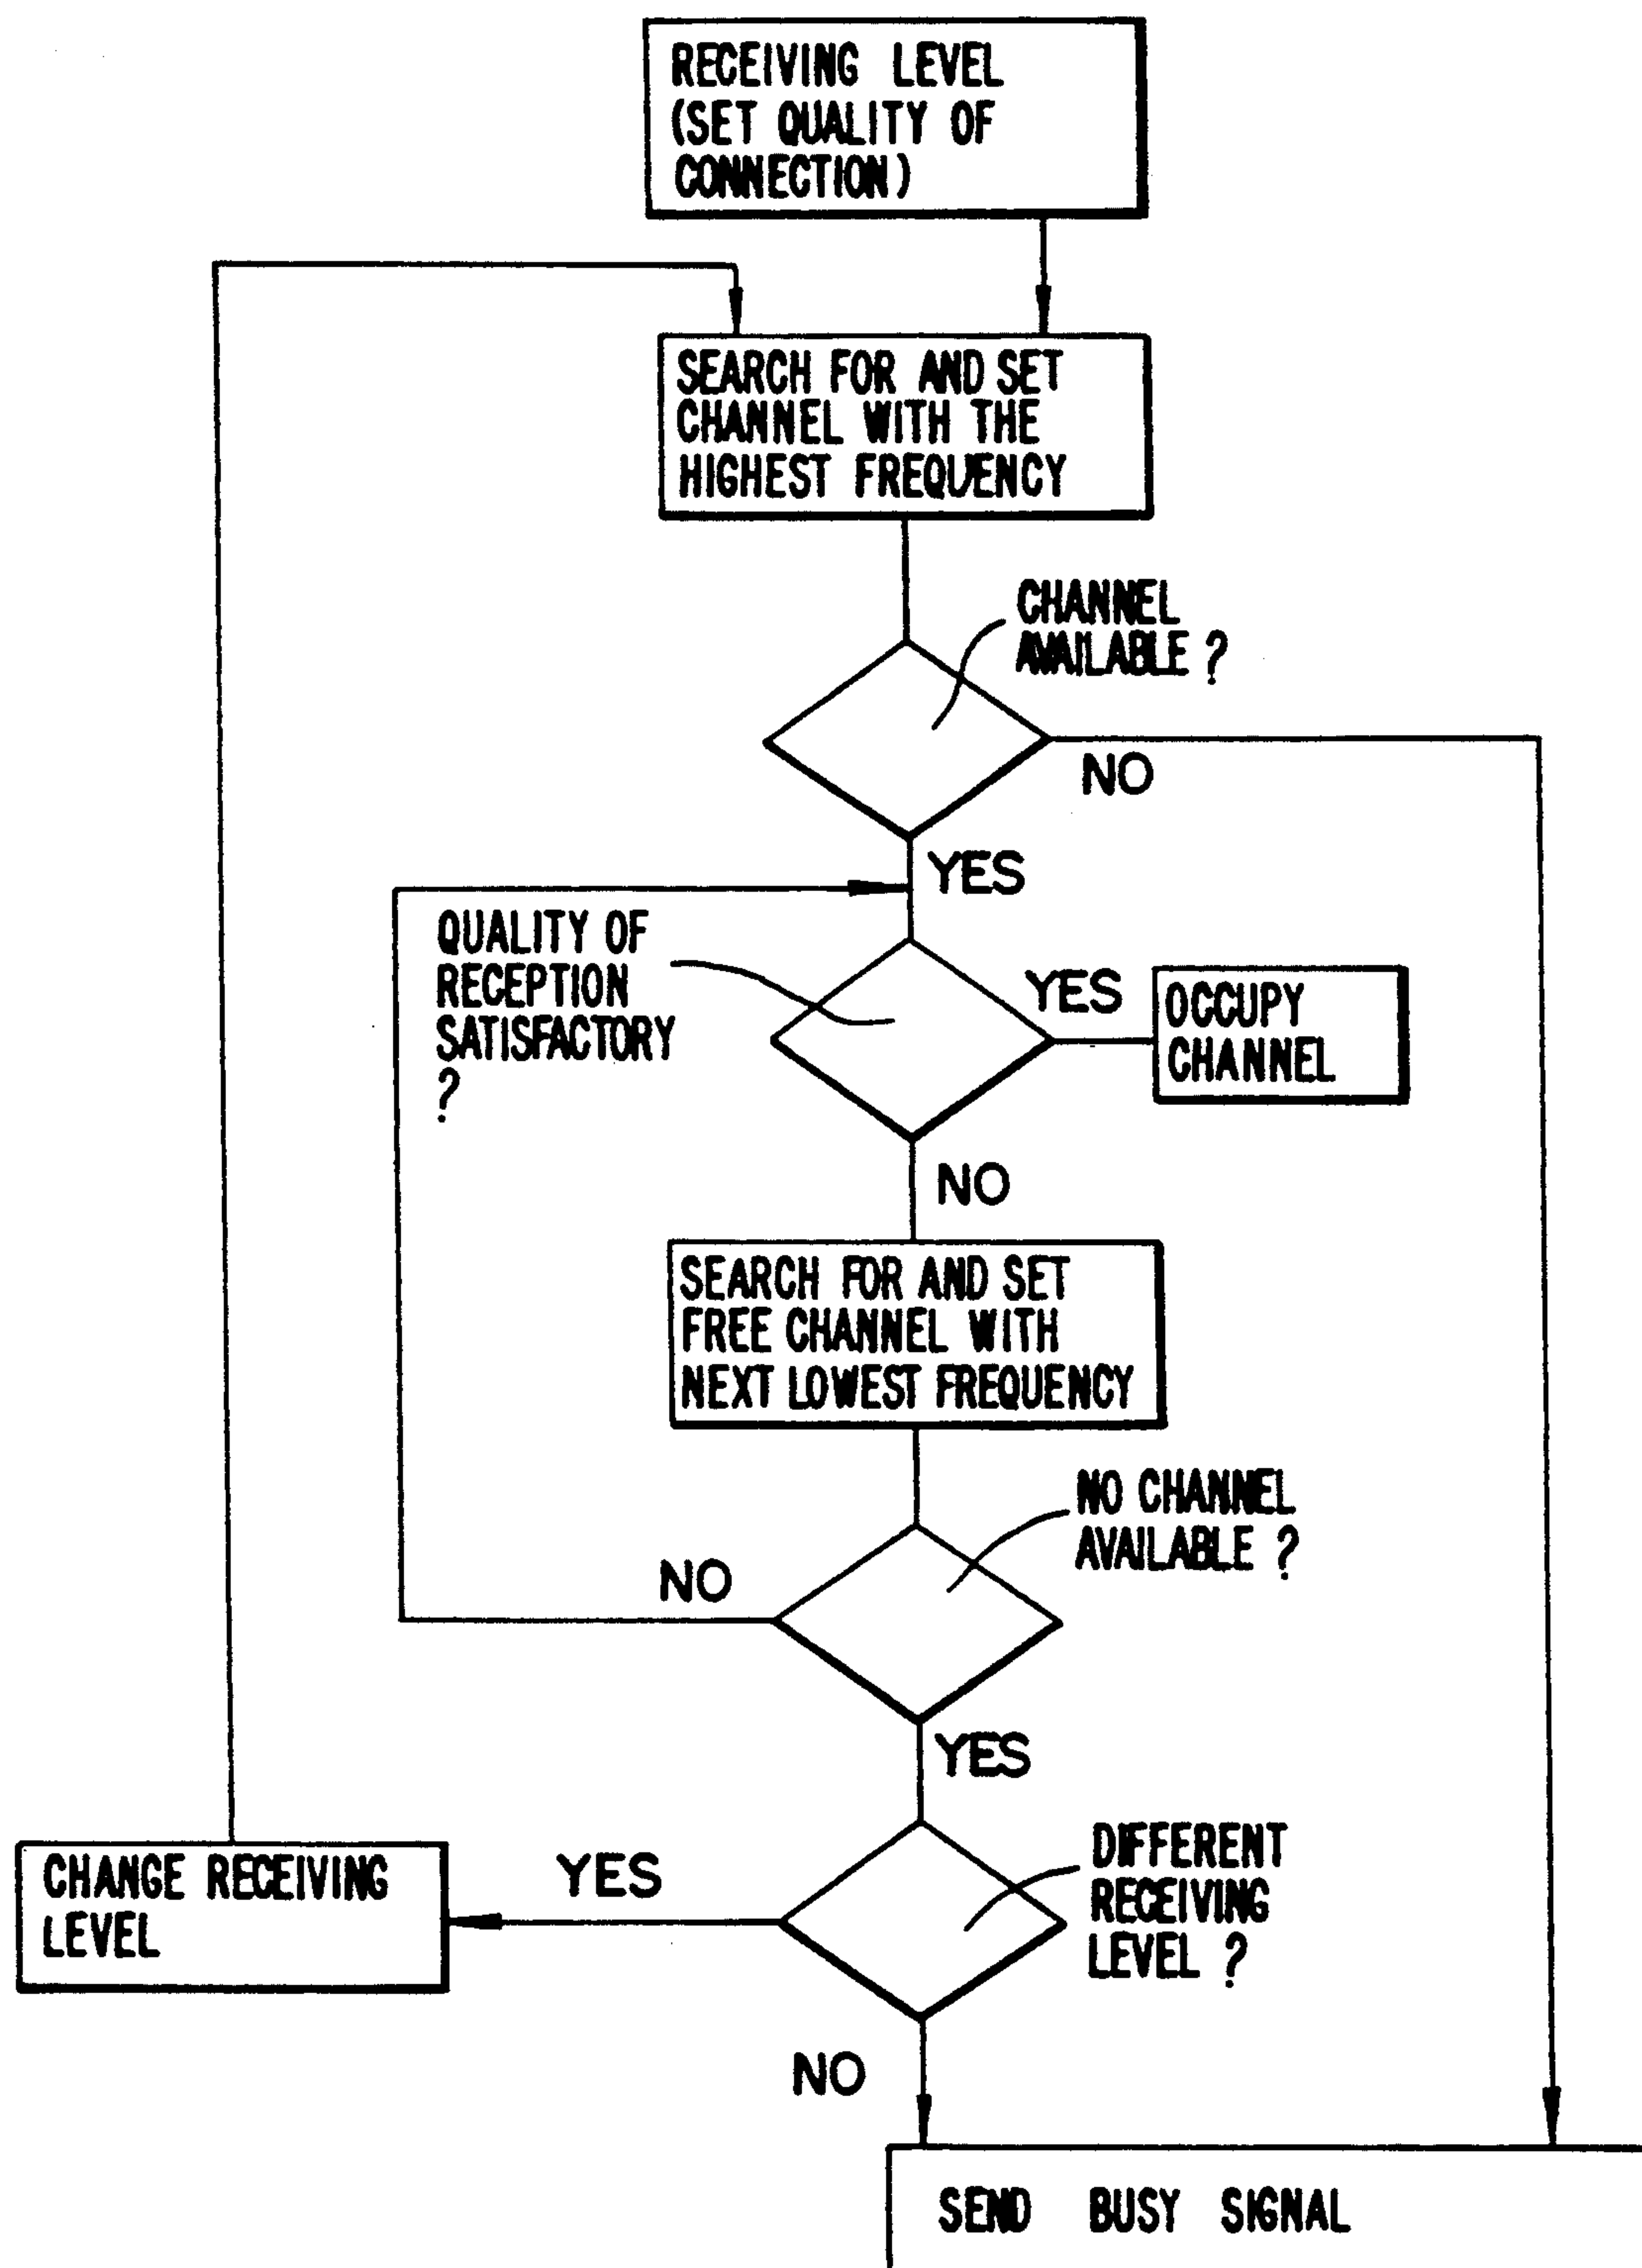 RECEIVING LEVEL
(SET QUALITY OF
CONNECTION)
SEARCH FOR AND SET
CHANNEL WITH THE
HIGHEST FREQUENCY
CHANNEL
AVAILABLE ?
NO
YES
QUALITY OF
RECEPTION
SATISFACTORY
?
YES
OCCUPY
CHANNEL
NO
SEARCH FOR AND SET
FREE CHANNEL WITH
NEXT LOWEST FREQUENCY
NO CHANNEL
AVAILABLE ?
NO
YES
DIFFERENT
RECEIVING
LEVEL ?
YES
CHANGE RECEIVING
LEVEL
NO
SEND BUSY SIGNAL